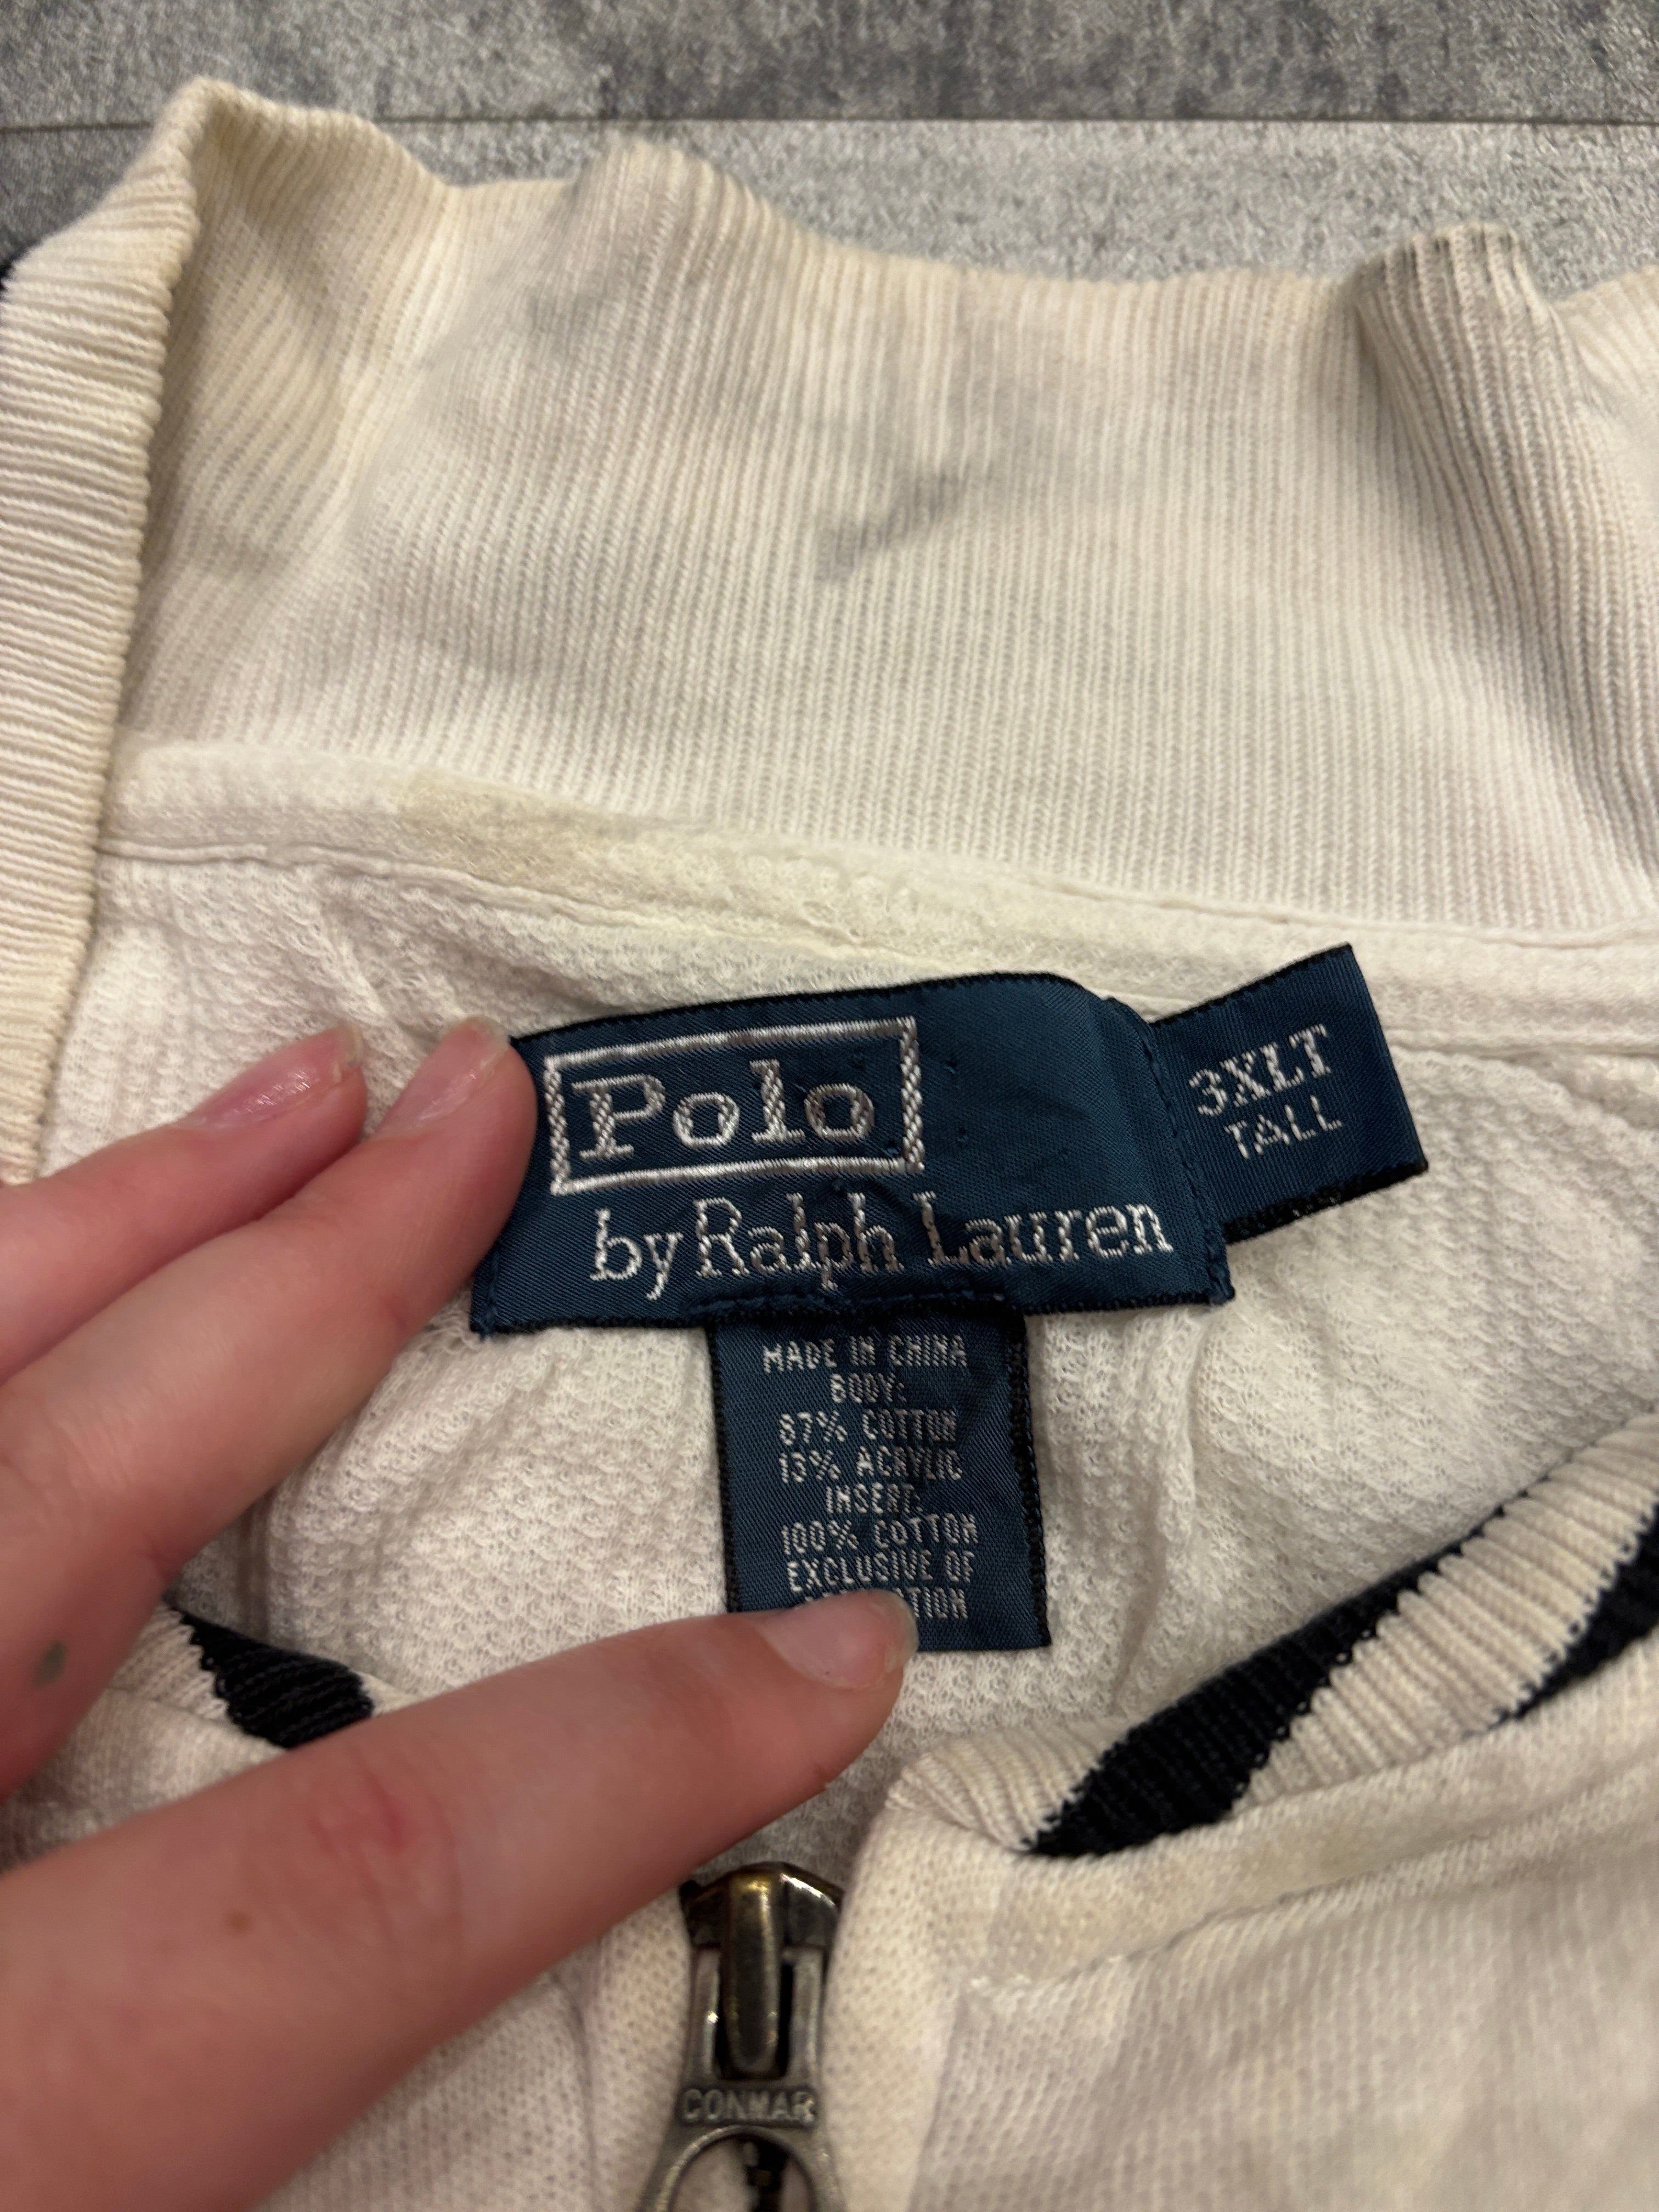 Polo
by Ralph Lauren
3XLT
TALL
MADE IN CHINA
BODY:
87% COTTON
13% ACRYLIC
INSERT:
100% COTTON
EXCLUSIVE OF
CONMAR